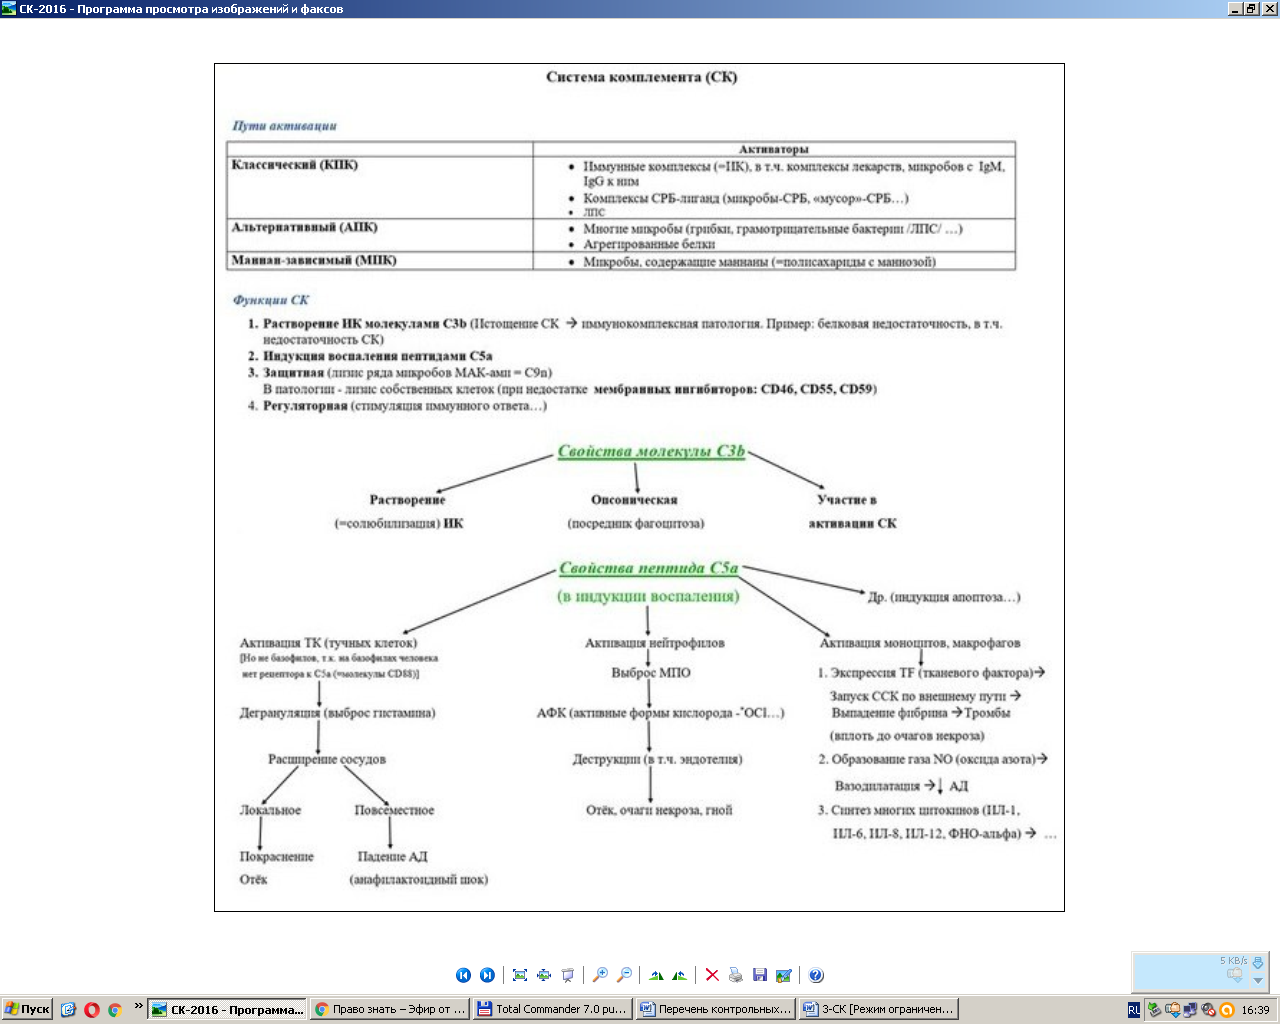 СК-2016 - Программа просмотра изображений и факсов
Система комплемента (СК)
Пути активации
Активаторы
Классический (КПК)
• Иммунные комплексы (=ИК), в т.ч. комплексы лекарств, микробов с IgM,
IgG к ним
• Комплексы СРБ-лиганд (микробы-СРБ, «мусор»-СРБ…)
• ЛПС
Альтернативный (АПК)
• Многие микробы (грибки, грамотрицательные бактерии /ЛПС/ …)
• Агрегированные белки
Маннан-зависимый (МПК)
• Микробы, содержащие маннаны (=полисахариды с маннозой)
Функции СК
1. Растворение ИК молекулами C3b (Истощение СК → иммунокомплексная патология. Пример: белковая недостаточность, в т.ч.
недостаточность СК)
2. Индукция воспаления пептидами C5a
3. Защитная (лизис ряда микробов МАК-ами = C9n)
В патологии - лизис собственных клеток (при недостатке мембранных ингибиторов: CD46, CD55, CD59)
4. Регуляторная (стимуляция иммунного ответа…)
Свойства молекулы C3b
Растворение
(=солюбилизация) ИК
Опсоническая
(посредник фагоцитоза)
Участие в
активации СК
Свойства пептида C5a
(в индукции воспаления)
Др. (индукция апоптоза…)
Активация ТК (тучных клеток)
[Но не базофилов, т.к. на базофилах человека
нет рецептора к C5a (=молекулы CD88)]
Дегрануляция (выброс гистамина)
Расширение сосудов
Локальное
Повсеместное
Покраснение
Отёк
Падение АД
(анафилактоидный шок)
Активация нейтрофилов
Выброс МПО
АФК (активные формы кислорода -˚OCl…)
Деструкции (в т.ч. эндотелия)
Отёк, очаги некроза, гной
Активация моноцитов, макрофагов
1. Экспрессия TF (тканевого фактора)→
Запуск ССК по внешнему пути →
Выпадение фибрина →Тромбы
(вплоть до очагов некроза)
2. Образование газа NO (оксида азота)→
Вазодилатация →↓ АД
3. Синтез многих цитокинов (ИЛ-1,
ИЛ-6, ИЛ-8, ИЛ-12, ФНО-альфа) → …
5 KB/s
Пуск
»
СК-2016 - Программа...
Право знать – Эфир от ...
Total Commander 7.0 pu...
Перечень контрольных...
3-СК [Режим ограничен...
RL
16:39